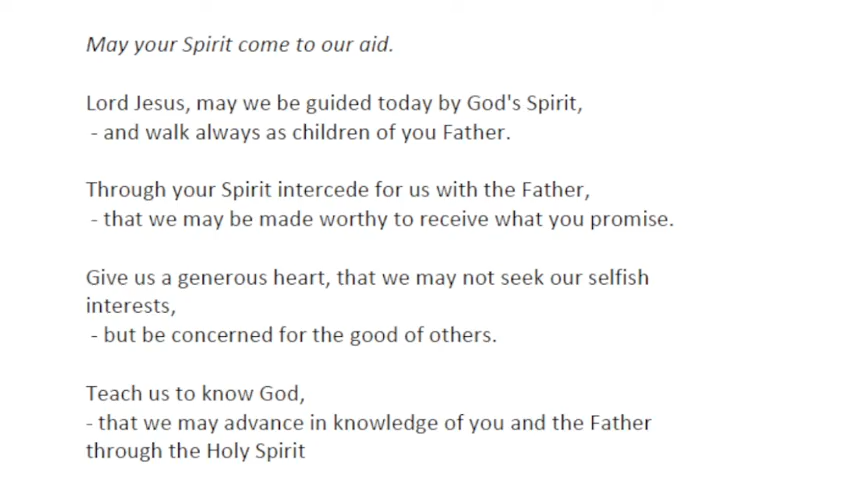 May your Spirit come to our aid.
Lord Jesus, may we be guided today by God's Spirit,
- and walk always as children of you Father.
Through your Spirit intercede for us with the Father,
- that we may be made worthy to receive what you promise.
Give us a generous heart, that we may not seek our selfish
interests,
- but be concerned for the good of others.
Teach us to know God,
- that we may advance in knowledge of you and the Father
through the Holy Spirit